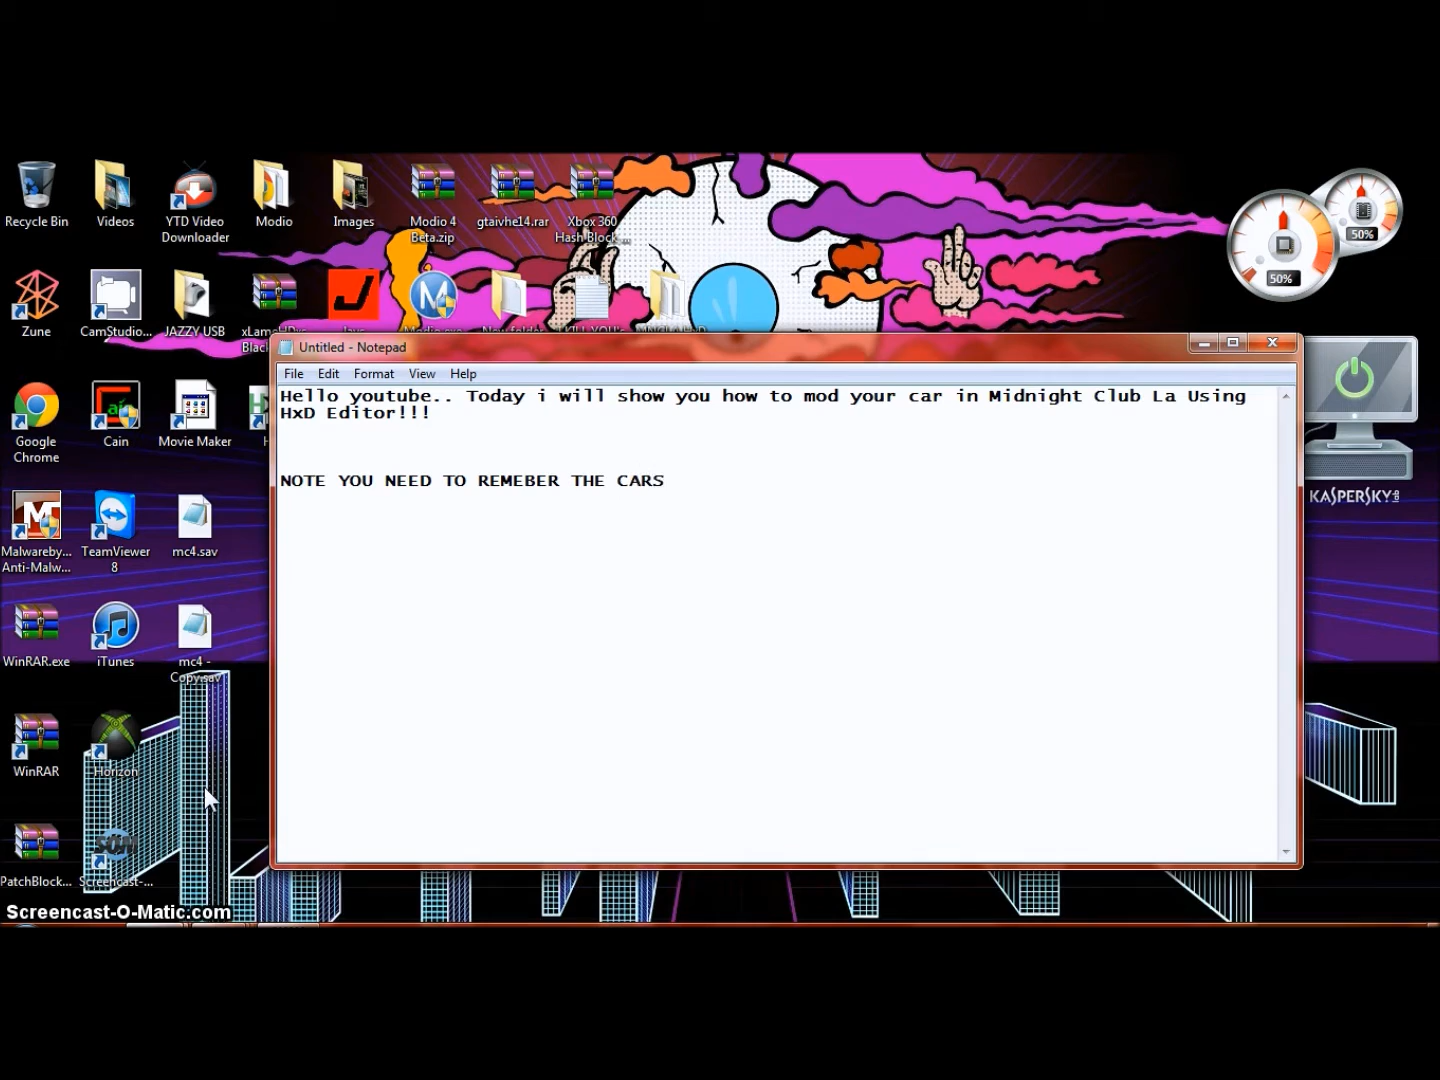 Recycle Bin
Videos
YTD Video
Downloader
Modio
Images
Modio 4
Beta.zip
gtaivhe14.rar
Xbox 360
Hash Block_...
50%
50%
Zune
CamStudio...
JAZZY USB
Untitled - Notepad
File Edit Format View Help
Hello youtube.. Today i will show you how to mod your car in Midnight Club La Using
HxD Editor!!!
NOTE YOU NEED TO REMEBER THE CARS
KASPERSKY
Google
Chrome
Cain
Movie Maker
Malwareby...
Anti-Malw...
TeamViewer
8
mc4.sav
WinRAR.exe
iTunes
mc4 -
Copy.sav
WinRAR
Horizon
PatchBlock...
Screencast-...
Screencast-O-Matic.com